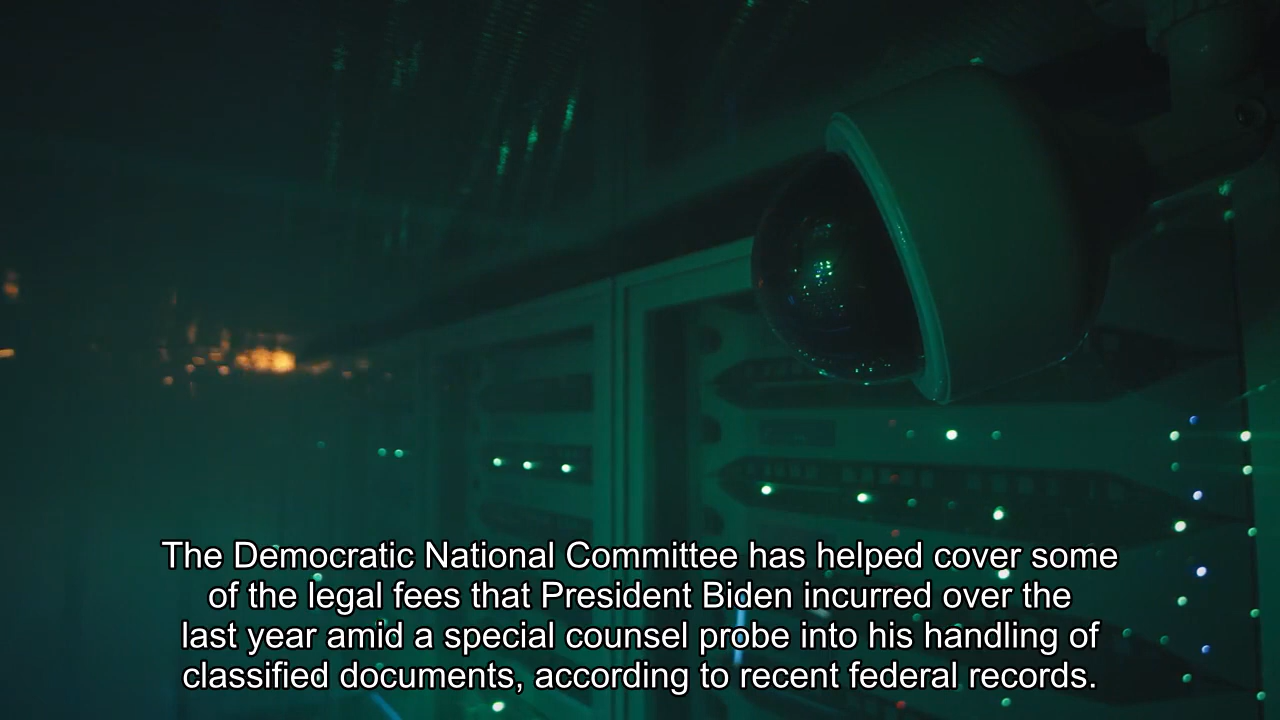 The Democratic National Committee has helped cover some
of the legal fees that President Biden incurred over the
last year amid a special counsel probe into his handling of
classified documents, according to recent federal records.